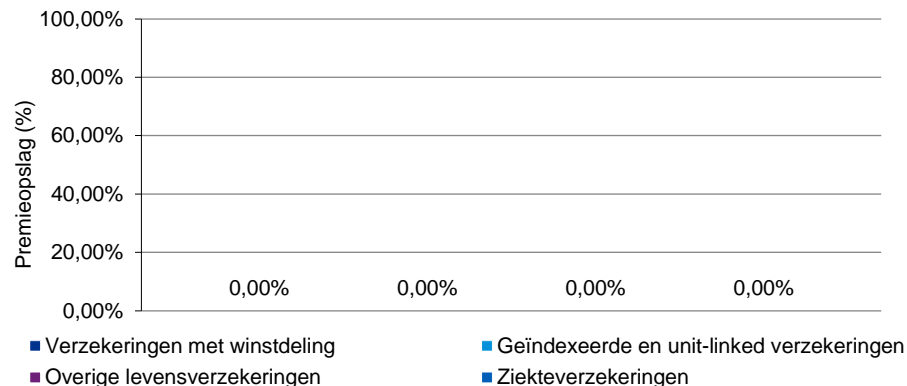 100,00%
80,00%
60,00%
40,00%
20,00%
0,00%
Premieopslag (%)
0,00% 0,00% 0,00% 0,00%
Verzekeringen met winstdeling
Geïndexeerde en unit-linked verzekeringen
Overige levensverzekeringen
Ziekteverzekeringen